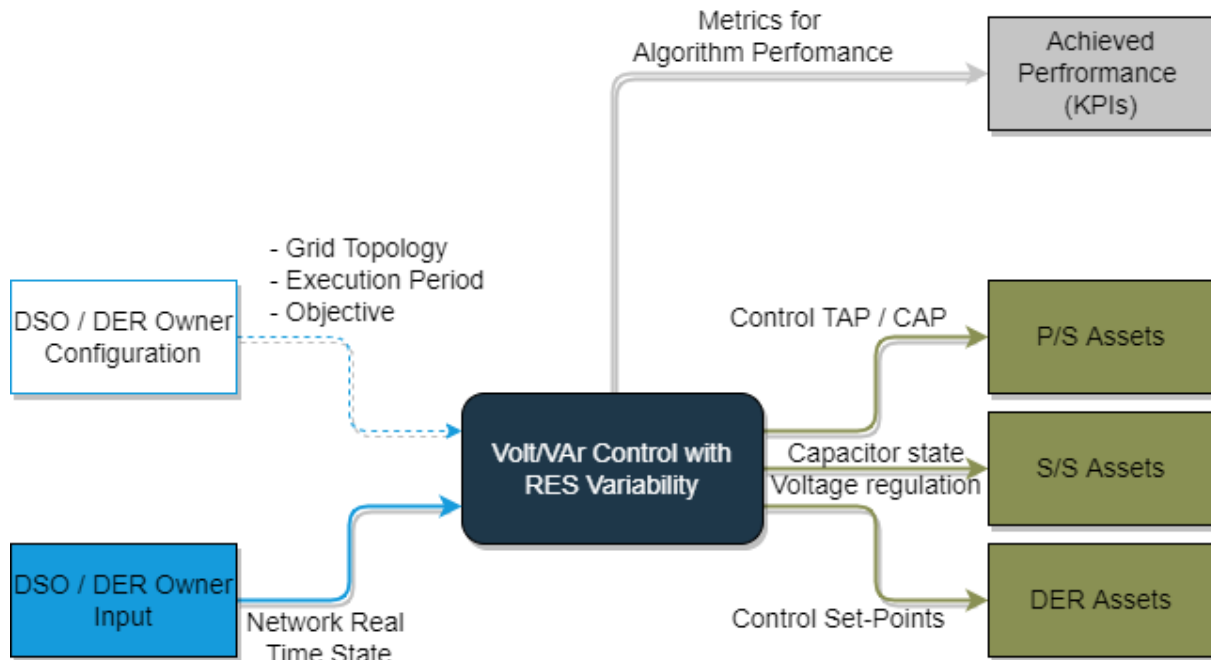 Metrics for
Algorithm Perfomance
Achieved
Perfrormance
(KPIs)
- Grid Topology
- Execution Period
- Objective
DSO / DER Owner
Configuration
Control TAP / CAP
P/S Assets
Volt/VAr Control with
RES Variability
Capacitor state
Voltage regulation
S/S Assets
DSO / DER Owner
Input
Network Real
Time State
Control Set-Points
DER Assets